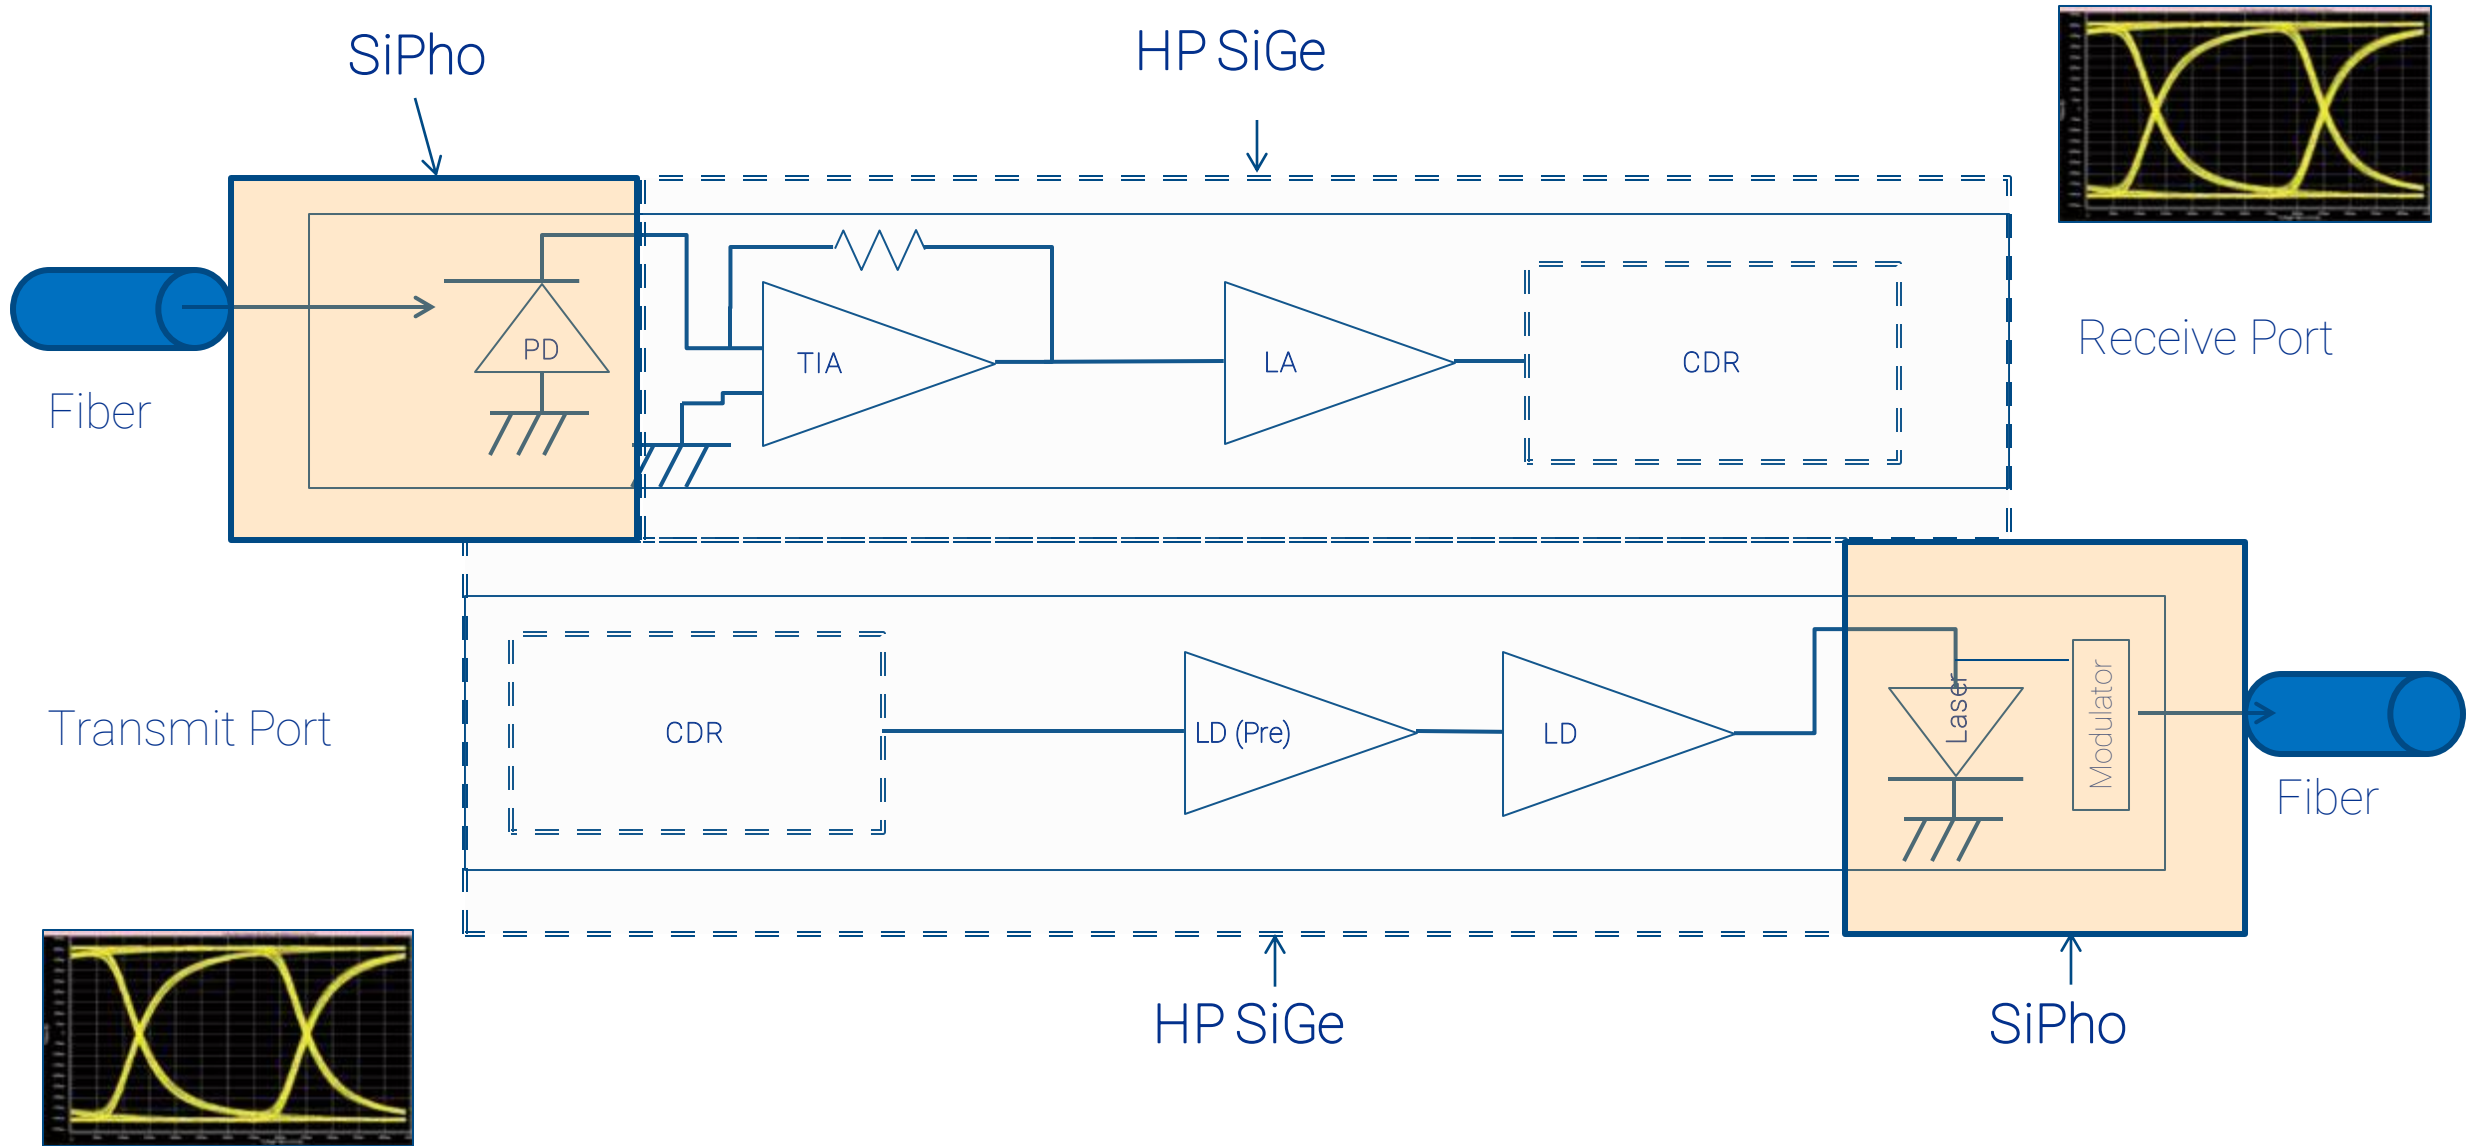 SiPho
HP SiGe
PD
TIA
LA
CDR
Receive Port
Fiber
Transmit Port
CDR
LD (Pre)
LD
Laser
Modulator
Fiber
HP SiGe
SiPho